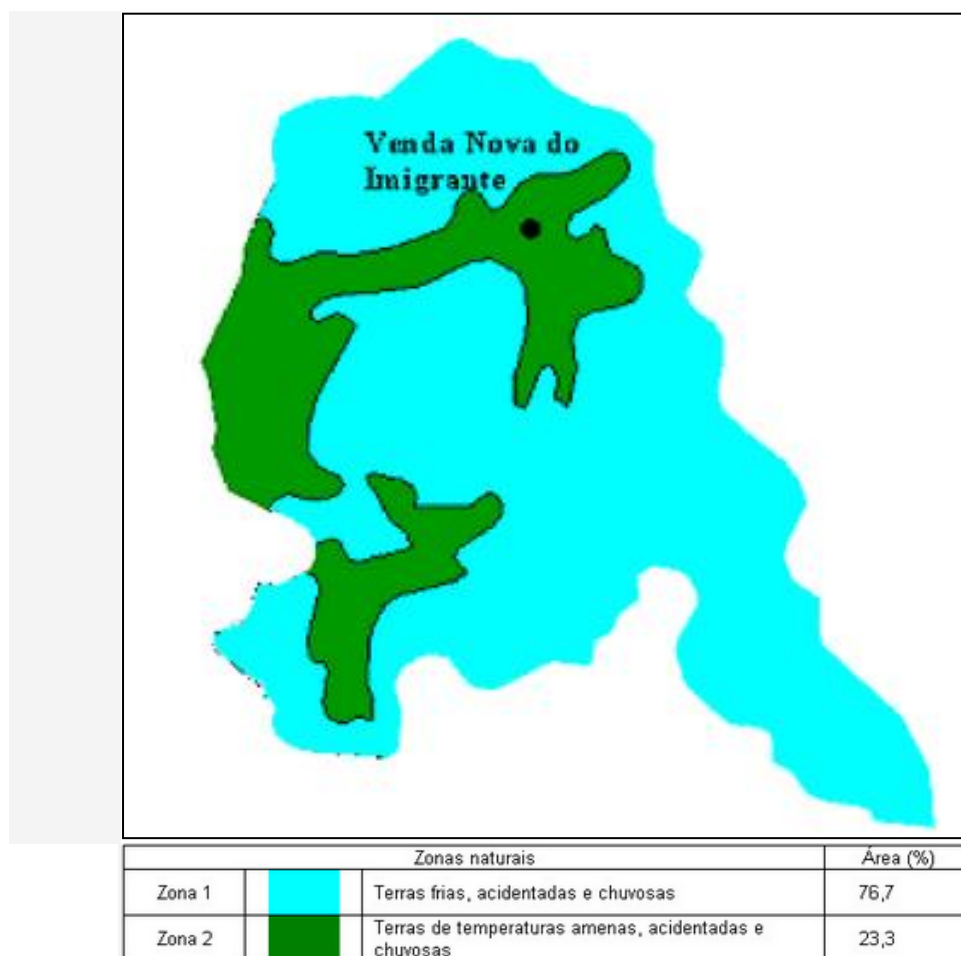 Venda Nova do
Imigrante
Zonas naturais Área (%)
Zona 1 Terras frias, acidentadas e chuvosas 76,7
Zona 2 Terras de temperaturas amenas, acidentadas e
chuvosas 23,3